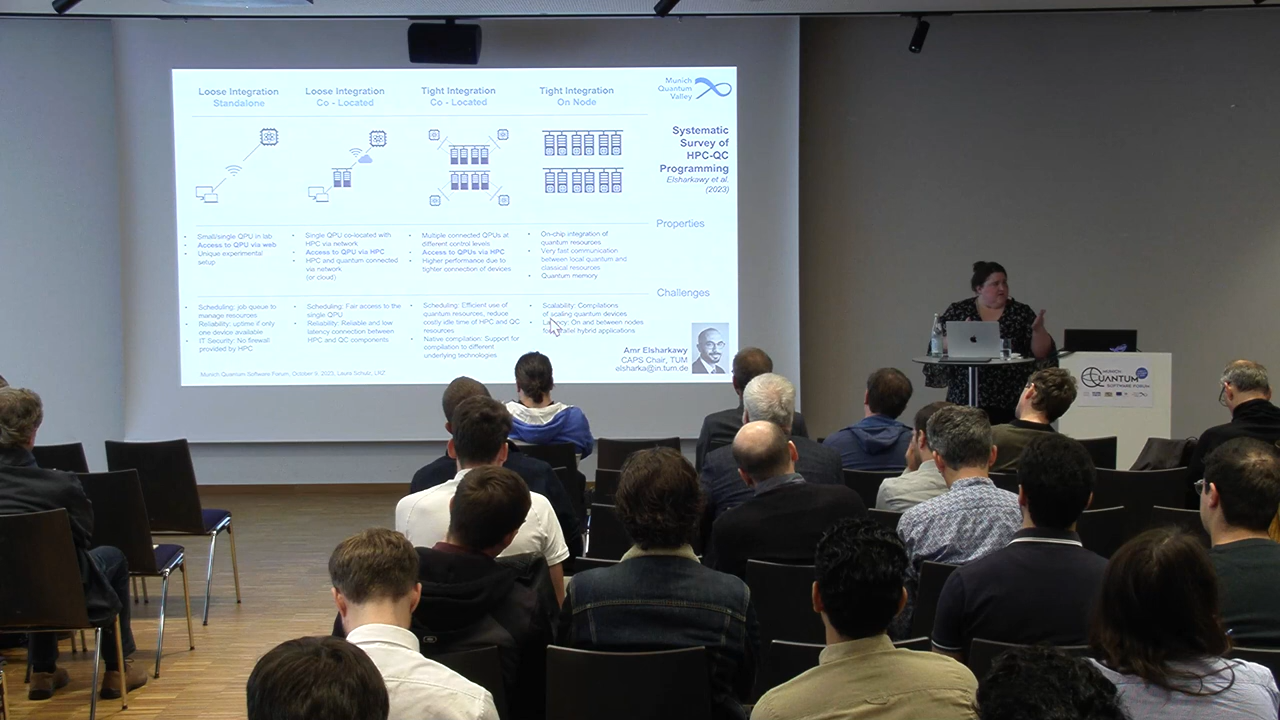 Loose Integration
Standalone
Loose Integration
Co - Located
Tight Integration
Co - Located
Tight Integration
On Node
Munich
Quantum
Valley
Systematic
Survey of
HPC-QC
Programming
Elsharkawy et al.
(2023)
Properties
• Small/single QPU in lab
• Access to QPU via web
• Unique experimental
setup
• Single QPU co-located with
HPC via network
• Access to QPU via HPC
• HPC and quantum connected
via network
(or cloud)
• Multiple connected QPUs at
different control levels
• Access to QPUs via HPC
• Higher performance due to
tighter connection of devices
• On-chip integration of
quantum resources
• Very fast communication
between local quantum and
classical resources
• Quantum memory
Challenges
• Scheduling: job queue to
manage resources
• Reliability: uptime if only
one device available
• IT Security: No firewall
provided by HPC
• Scheduling: Fair access to the
single QPU
• Reliability: Reliable and low
latency connection between
HPC and QC components
• Scheduling: Efficient use of
quantum resources, reduce
costly idle time of HPC and QC
resources
• Native compilation: Support for
compilation to different
underlying technologies
• Scalability: Compilations
of scaling quantum devices
• Latency: On and between nodes
for parallel hybrid applications
Amr Elsharkawy
CAPS Chair, TUM
elsharka@in.tum.de
Munich Quantum Software Forum, October 9, 2023, Laura Schulz, LRZ
MUNICH
QUANTUM
SOFTWARE FORUM